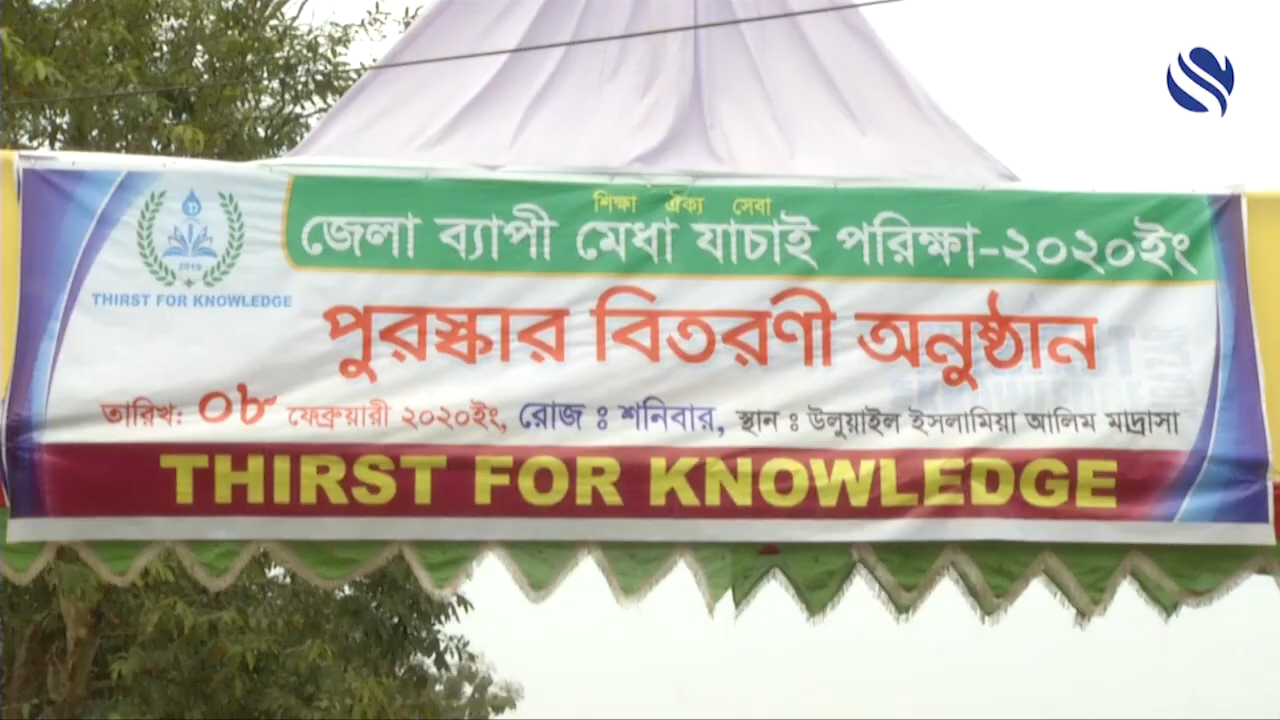 শিক্ষা ঐক্য সেবা
জেলা ব্যাপী মেধা যাচাই পরিক্ষা-২০২০ইং
2019
THIRST FOR KNOWLEDGE
পুরস্কার বিতরণী অনুষ্ঠান
তারিখ: ০৮ ফেব্রুয়ারী ২০২০ইং, রোজ ঃ শনিবার, স্থান ঃ উলুয়াইল ইসলামিয়া আলিম মাদ্রাসা
THIRST FOR KNOWLEDGE